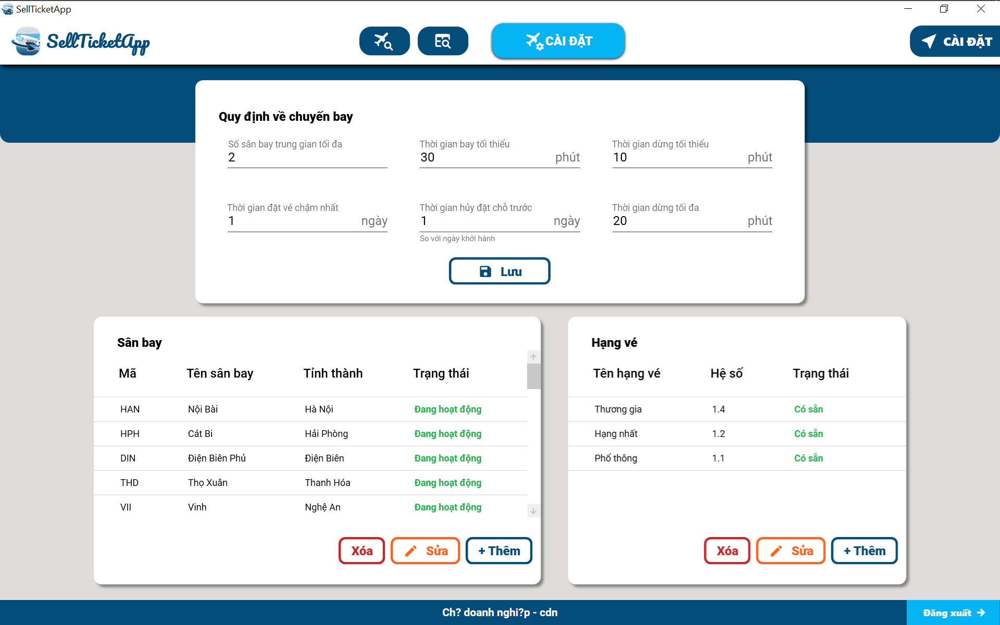 SellTicketApp
SellTicketApp
CÀI ĐẶT
CÀI ĐẶT
Quy định về chuyến bay
Số sân bay trung gian tối đa
2
Thời gian bay tối thiểu
30 phút
Thời gian dừng tối thiểu
10 phút
Thời gian đặt vé chậm nhất
1 ngày
Thời gian hủy đặt chỗ trước
1 ngày
So với ngày khởi hành
Thời gian dừng tối đa
20 phút
Lưu
Sân bay
Mã Tên sân bay Tỉnh thành Trạng thái
HAN Nội Bài Hà Nội Đang hoạt động
HPH Cát Bi Hải Phòng Đang hoạt động
DIN Điện Biên Phủ Điện Biên Đang hoạt động
THD Thọ Xuân Thanh Hóa Đang hoạt động
VII Vinh Nghệ An Đang hoạt động
Xóa Sửa + Thêm
Hạng vé
Tên hạng vé Hệ số Trạng thái
Thương gia 1.4 Có sẵn
Hạng nhất 1.2 Có sẵn
Phổ thông 1.1 Có sẵn
Xóa Sửa + Thêm
Ch? doanh nghi?p - cdn
Đăng xuất